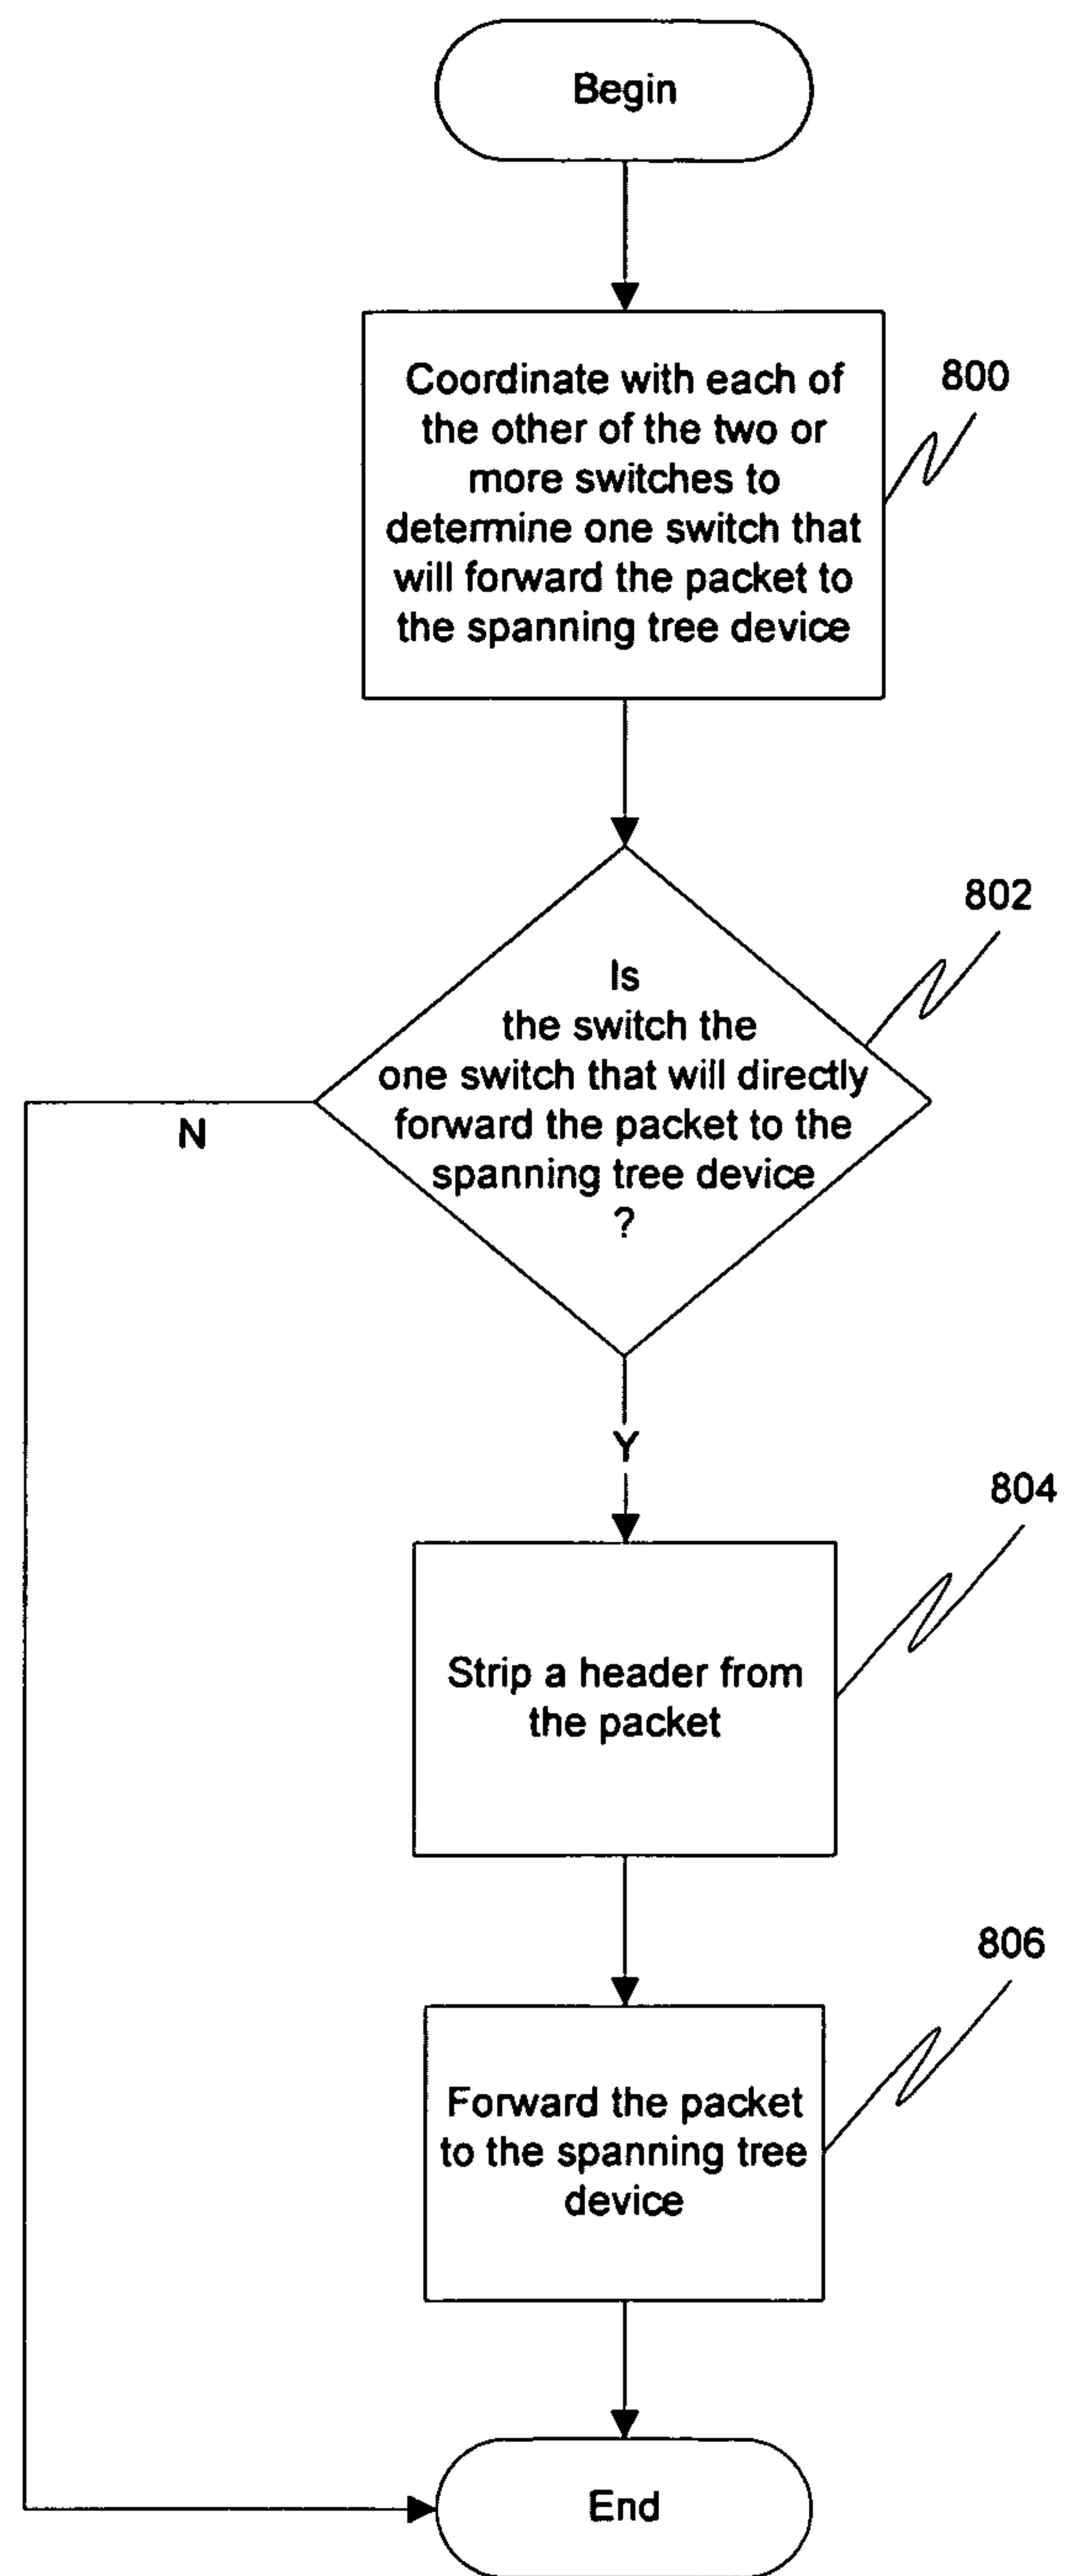 Begin
Coordinate with each of
the other of the two or
more switches to
determine one switch that
will forward the packet to
the spanning tree device
800
802
Is
the switch the
one switch that will directly
forward the packet to the
spanning tree device
?
N
Y
804
Strip a header from
the packet
806
Forward the packet
to the spanning tree
device
End